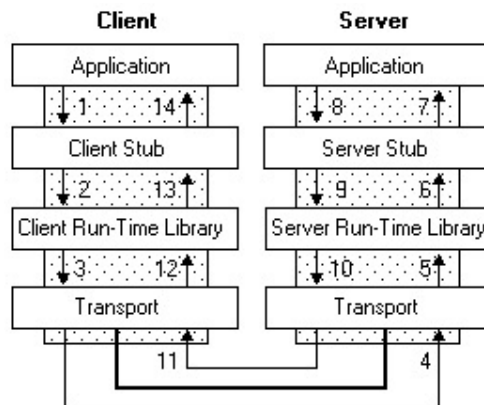 Client Server
Application Application
1 14 8 7
Client Stub Server Stub
2 13 9 6
Client Run-Time Library Server Run-Time Library
3 12 10 5
Transport Transport
11 4